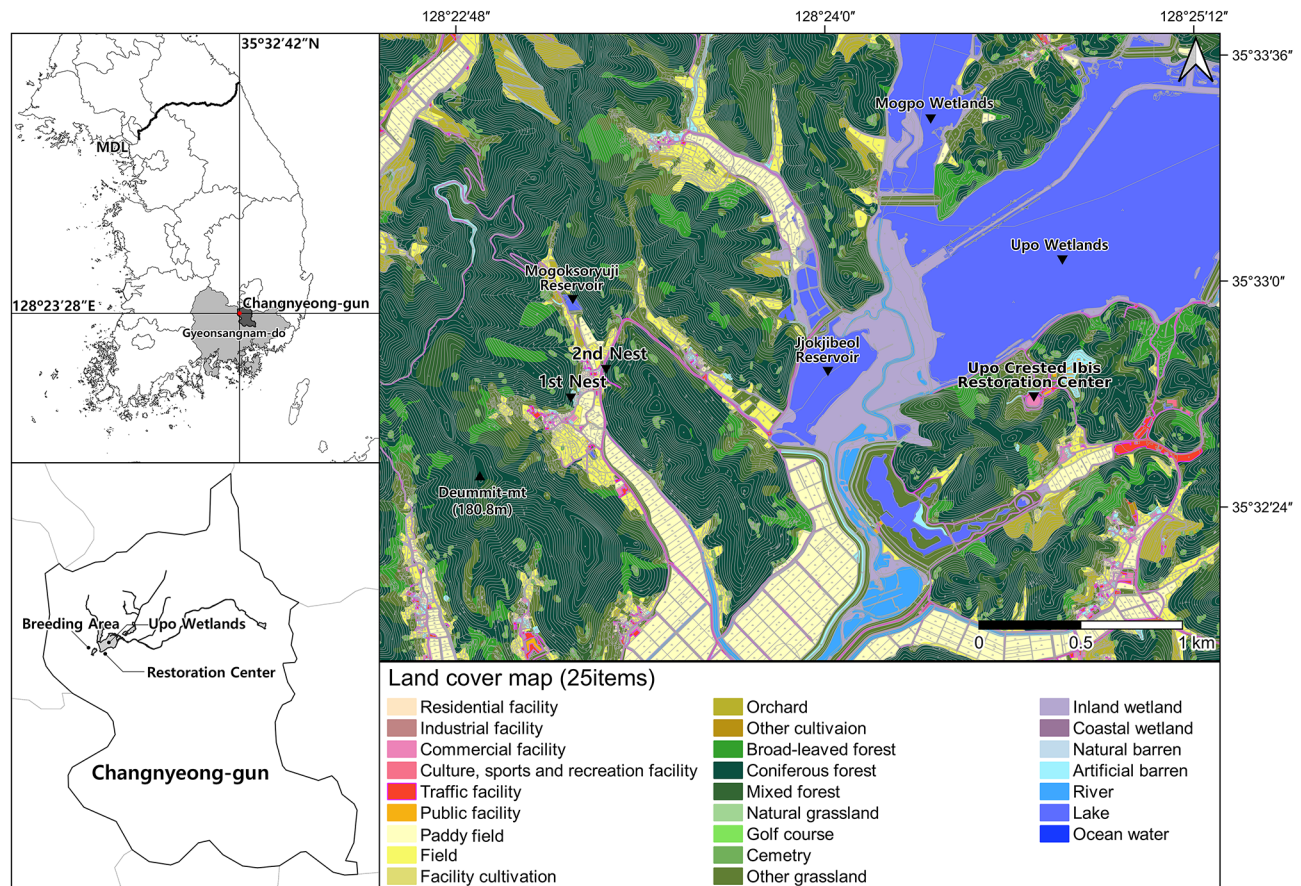 128°22'48"
128°24'0"
128°25'12"
35°32'42"N
35°33'36"
Mogpo Wetlands
MDL
Upo Wetlands
Mogoksoryuji
Reservoir
35°33'0"
128°23'28"E
Changnyeong-gun
Gyeonsangnam-do
Jjokjibeol
Reservoir
2nd Nest
1st Nest
Upo Crested Ibis
Restoration Center
Deummit-mt
(180.8m)
35°32'24"
Breeding Area
Upo Wetlands
Restoration Center
Changnyeong-gun
0
0.5
1 km
Land cover map (25items)
Residential facility
Industrial facility
Commercial facility
Culture, sports and recreation facility
Traffic facility
Public facility
Paddy field
Field
Facility cultivation
Orchard
Other cultivaion
Broad-leaved forest
Coniferous forest
Mixed forest
Natural grassland
Golf course
Cemetry
Other grassland
Inland wetland
Coastal wetland
Natural barren
Artificial barren
River
Lake
Ocean water